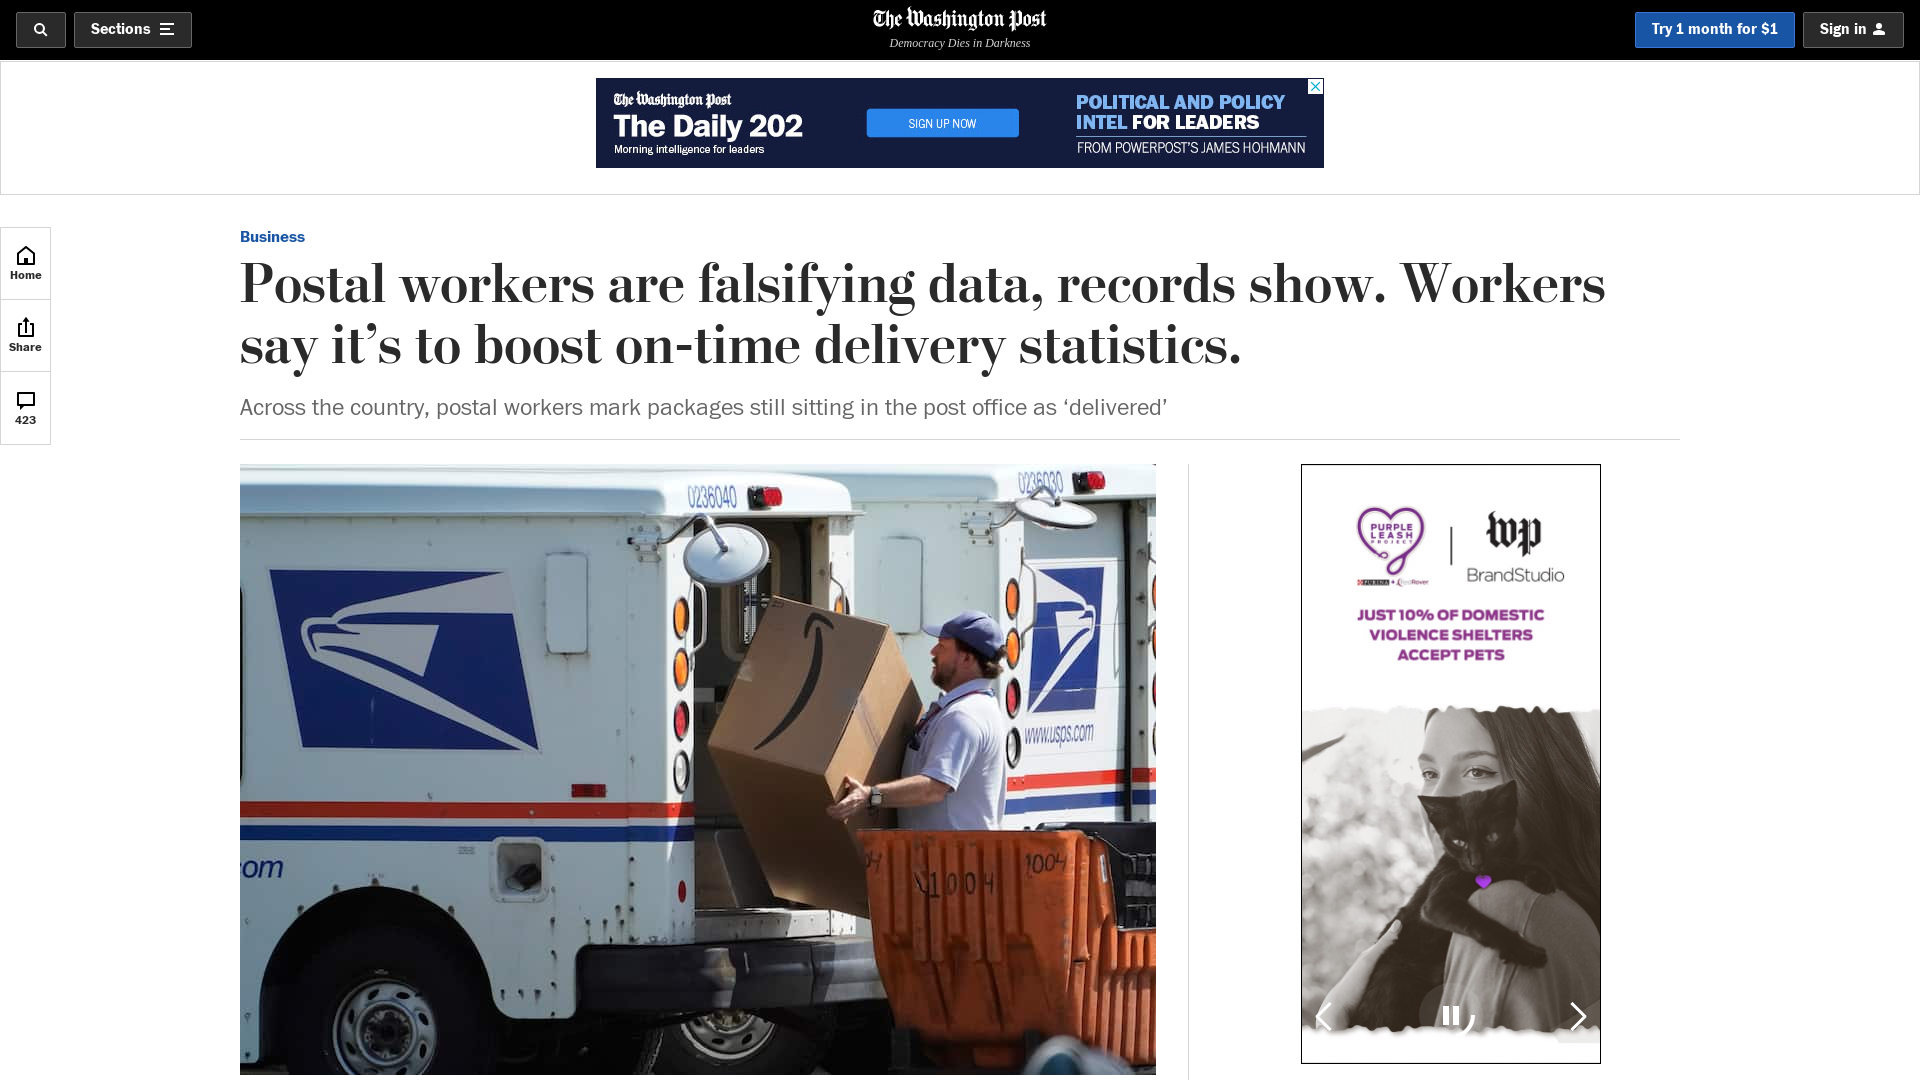 Sections
The Washington Post
Democracy Dies in Darkness
Try 1 month for $1
Sign in
The Washington Post
The Daily 202
Morning intelligence for leaders
SIGN UP NOW
POLITICAL AND POLICY
INTEL FOR LEADERS
FROM POWERPOST'S JAMES HOHMANN
Home
Share
423
Business
Postal workers are falsifying data, records show. Workers
say it's to boost on-time delivery statistics.
Across the country, postal workers mark packages still sitting in the post office as 'delivered'
0236040
0236030
www.usps.com
com
1004
1004
PURPLE
LEASH
PROJECT
PURINA +
wp
BrandStudio
JUST 10% OF DOMESTIC
VIOLENCE SHELTERS
ACCEPT PETS